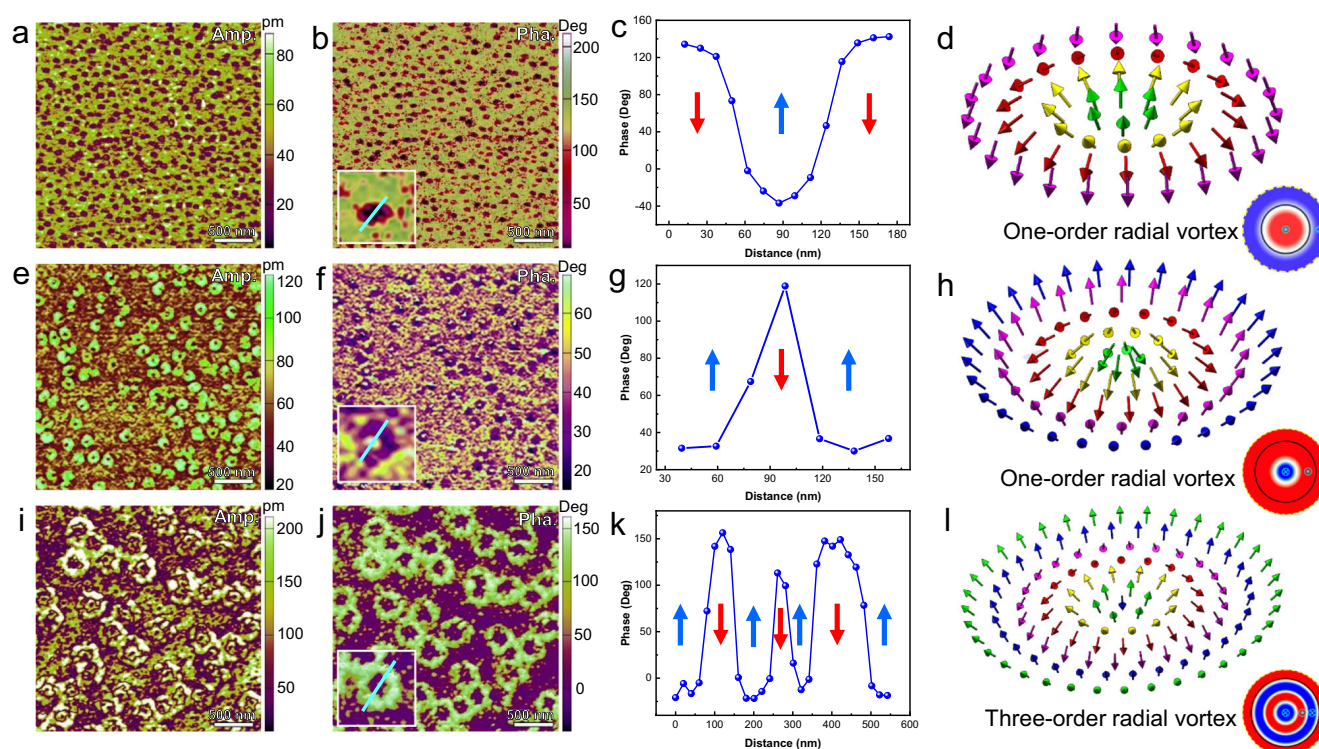 a
Amp.
pm
80
60
40
20
500 nm
b
Pha.
Deg
200
150
100
50
500 nm
c
Phase (Deg)
160
120
80
40
0
-40
0 30 60 90 120 150 180
Distance (nm)
d
One-order radial vortex
e
Amp.
pm
120
100
80
60
40
20
500 nm
f
Pha.
Deg
60
50
40
30
20
500 nm
g
Phase (Deg)
120
100
80
60
40
20
30 60 90 120 150
Distance (nm)
h
One-order radial vortex
i
Amp.
pm
200
150
100
50
500 nm
j
Pha.
Deg
150
100
50
0
500 nm
k
Phase (Deg)
150
100
50
0
0 100 200 300 400 500 600
Distance (nm)
l
Three-order radial vortex